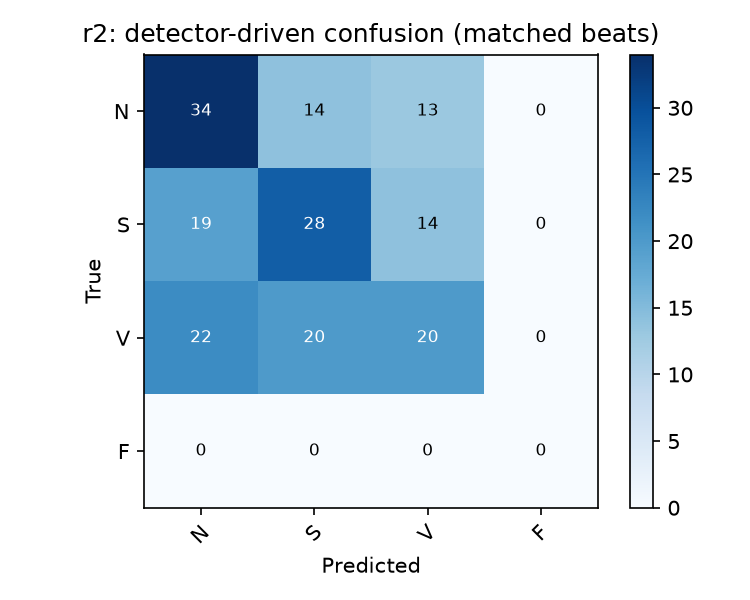 r2: detector-driven confusion (matched beats)
N 34 14 13 0
S 19 28 14 0
V 22 20 20 0
F 0 0 0 0
N S V F
True
Predicted
30
25
20
15
10
5
0